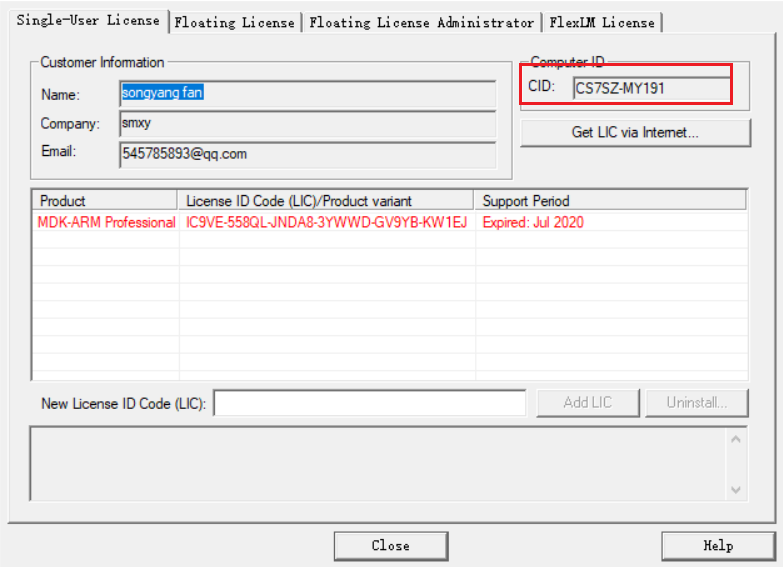 Single-User License Floating License Floating License Administrator FlexLM License
Customer Information
Name: songyang fan
Company: smxy
Email: 545785893@qq.com
Computer ID
CID: CS7SZ-MY191
Get LIC via Internet...
Product License ID Code (LIC)/Product variant Support Period
MDK-ARM Professional IC9VE-558QL-JNDA8-3YWWD-GV9YB-KW1EJ Expired: Jul 2020
New License ID Code (LIC): Add LIC Uninstall...
Close Help